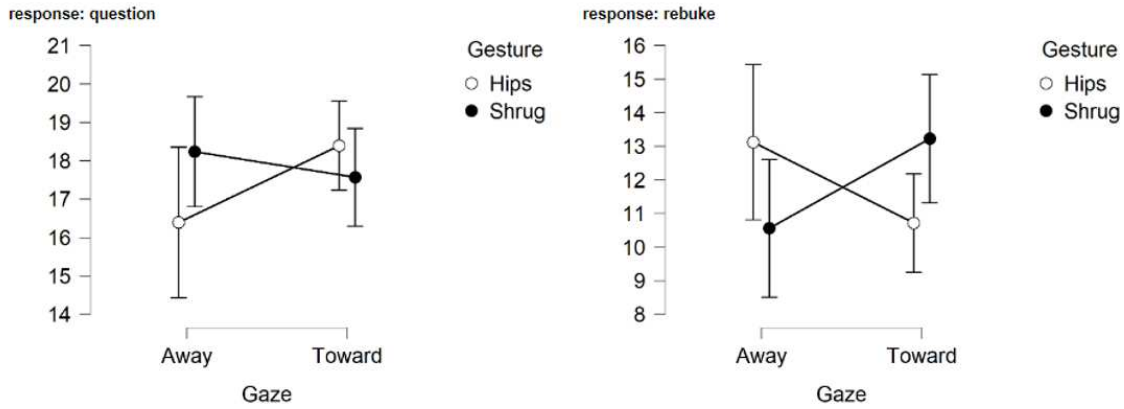 response: question
21
20
19
18
17
16
15
14
Away Toward
Gaze
Gesture
Hips
Shrug
response: rebuke
16
15
14
13
12
11
10
9
8
Away Toward
Gaze
Gesture
Hips
Shrug